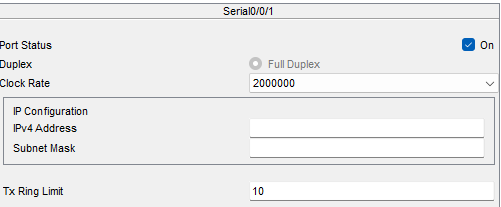 Serial0/0/1
Port Status On
Duplex Full Duplex
Clock Rate 2000000
IP Configuration
IPv4 Address
Subnet Mask
Tx Ring Limit 10